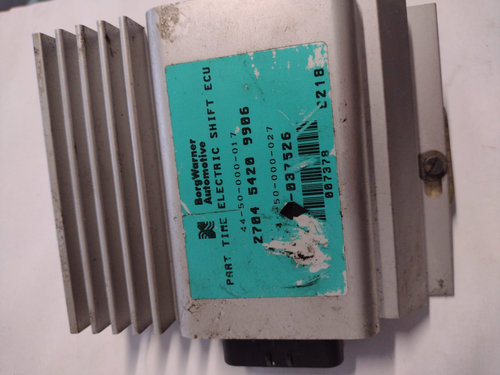 BorgWarner
Automotive
PART TIME ELECTRIC SHIFT ECU
44-50-000-017
2704 5420 9906
50-000-027
-037526
007378
0218